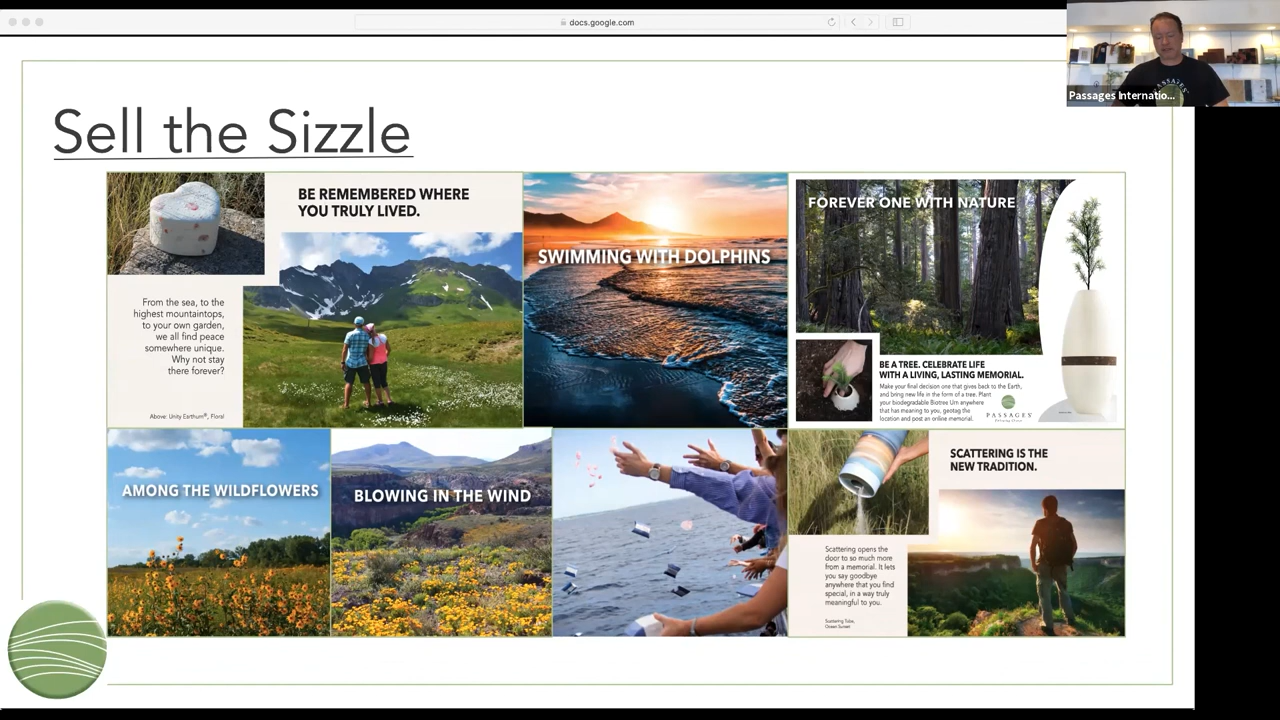 docs.google.com
Passages Internatio...
Sell the Sizzle
BE REMEMBERED WHERE
YOU TRULY LIVED.
From the sea, to the
highest mountaintops,
to your own garden,
we all find peace
somewhere unique.
Why not stay
there forever?
Above: Unity Earthurn®, Floral
SWIMMING WITH DOLPHINS
FOREVER ONE WITH NATURE
BE A TREE. CELEBRATE LIFE
WITH A LIVING, LASTING MEMORIAL.
Make your final decision one that gives back to the Earth,
and bring new life in the form of a tree. Plant
your biodegradable Biotree Urn anywhere
that has meaning to you, geotag the
location and post an online memorial.
PASSAGES
AMONG THE WILDFLOWERS
BLOWING IN THE WIND
SCATTERING IS THE
NEW TRADITION.
Scattering opens the
door to so much more
from a memorial. It lets
you say goodbye
anywhere that you find
special, in a way truly
meaningful to you.
Scattering Tube,
Ocean Sunset